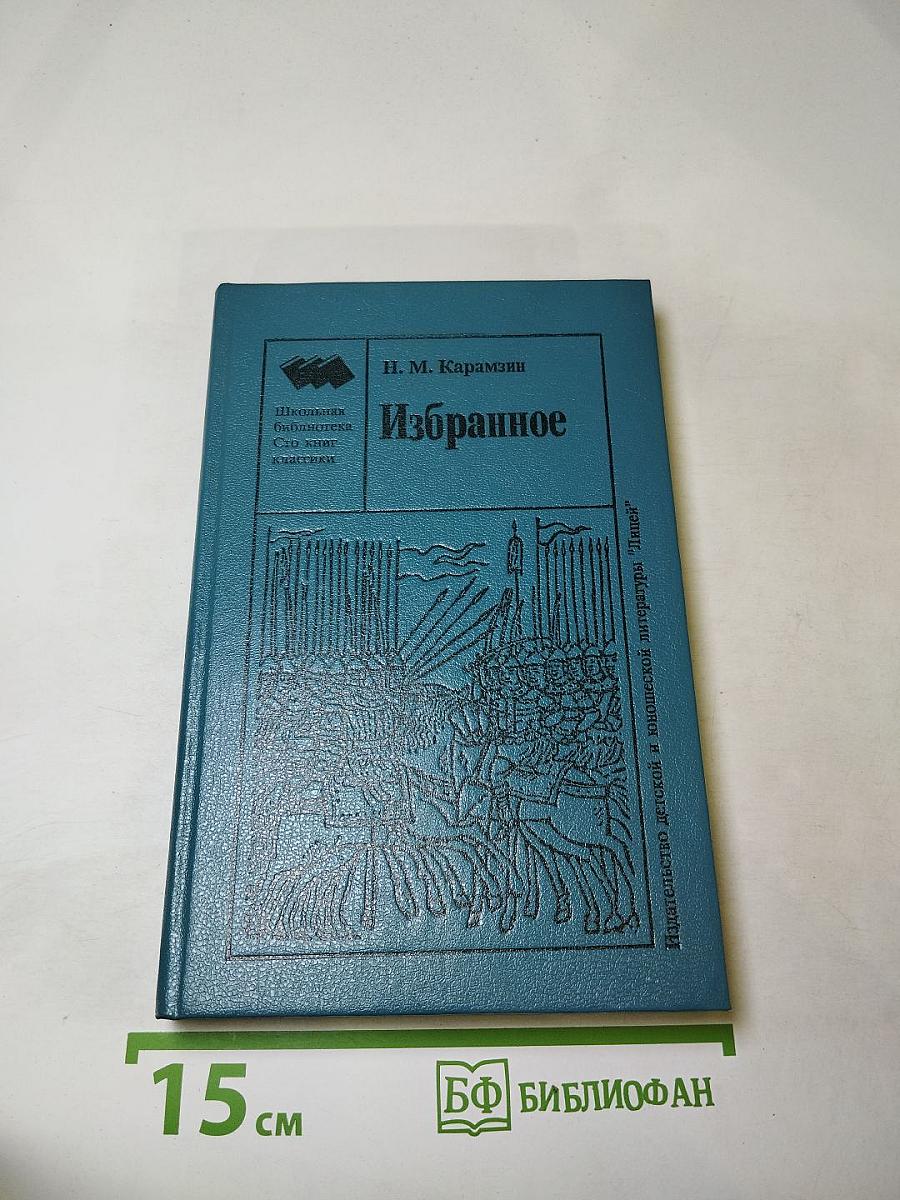 Н. М. Карамзин
Избранное
Школьная
библиотека
Сто книг
классики
Издательство детской и юношеской литературы "Лицей"
15 см
БФ БИБЛИОФАН